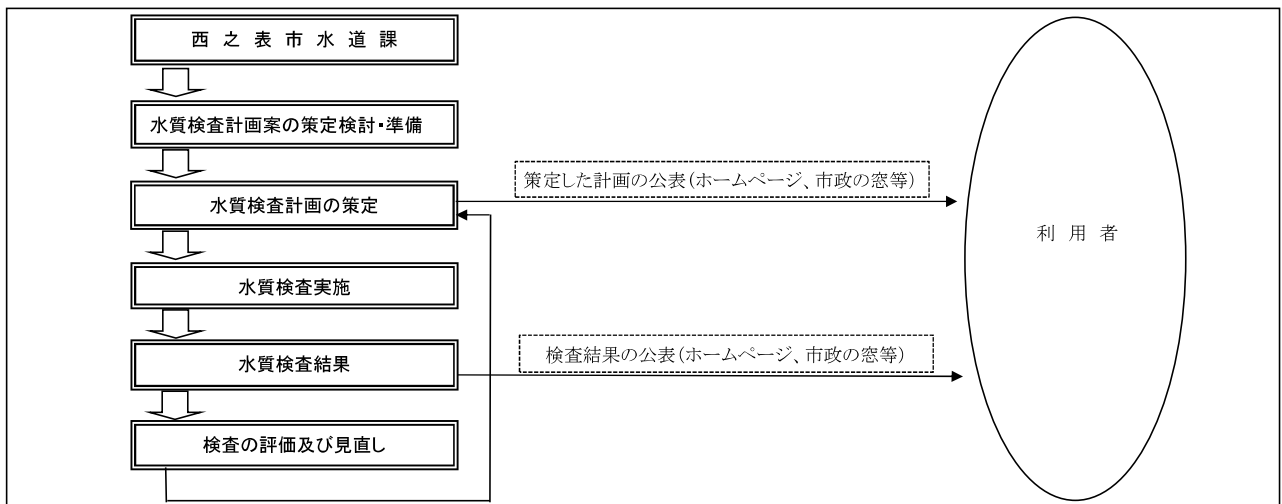 西之表市水道課
水質検査計画案の策定検討・準備
策定した計画の公表(ホームページ、市政の窓等)
水質検査計画の策定
利用者
水質検査実施
検査結果の公表(ホームページ、市政の窓等)
水質検査結果
検査の評価及び見直し